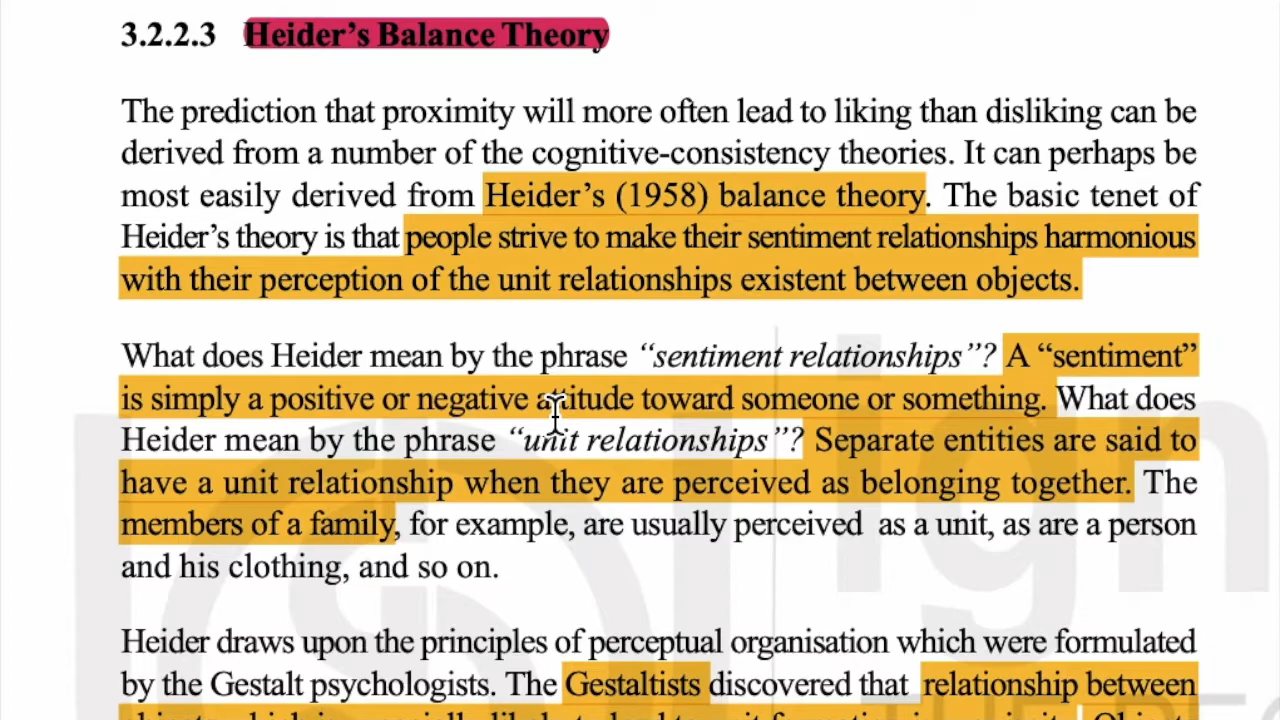 3.2.2.3 Heider's Balance Theory
The prediction that proximity will more often lead to liking than disliking can be
derived from a number of the cognitive-consistency theories. It can perhaps be
most easily derived from Heider's (1958) balance theory. The basic tenet of
Heider's theory is that people strive to make their sentiment relationships harmonious
with their perception of the unit relationships existent between objects.
What does Heider mean by the phrase “sentiment relationships”? A “sentiment”
is simply a positive or negative attitude toward someone or something. What does
Heider mean by the phrase “unit relationships”? Separate entities are said to
have a unit relationship when they are perceived as belonging together. The
members of a family, for example, are usually perceived as a unit, as are a person
and his clothing, and so on.
Heider draws upon the principles of perceptual organisation which were formulated
by the Gestalt psychologists. The Gestaltists discovered that relationship between